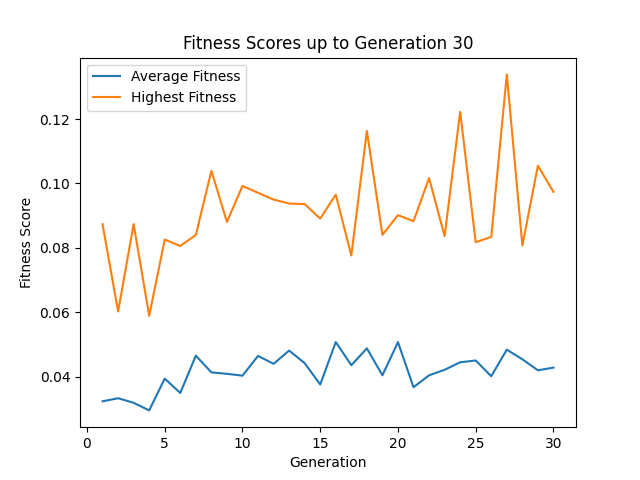 Fitness Scores up to Generation 30
Average Fitness
Highest Fitness
0.12
0.10
0.08
0.06
0.04
Fitness Score
0 5 10 15 20 25 30
Generation